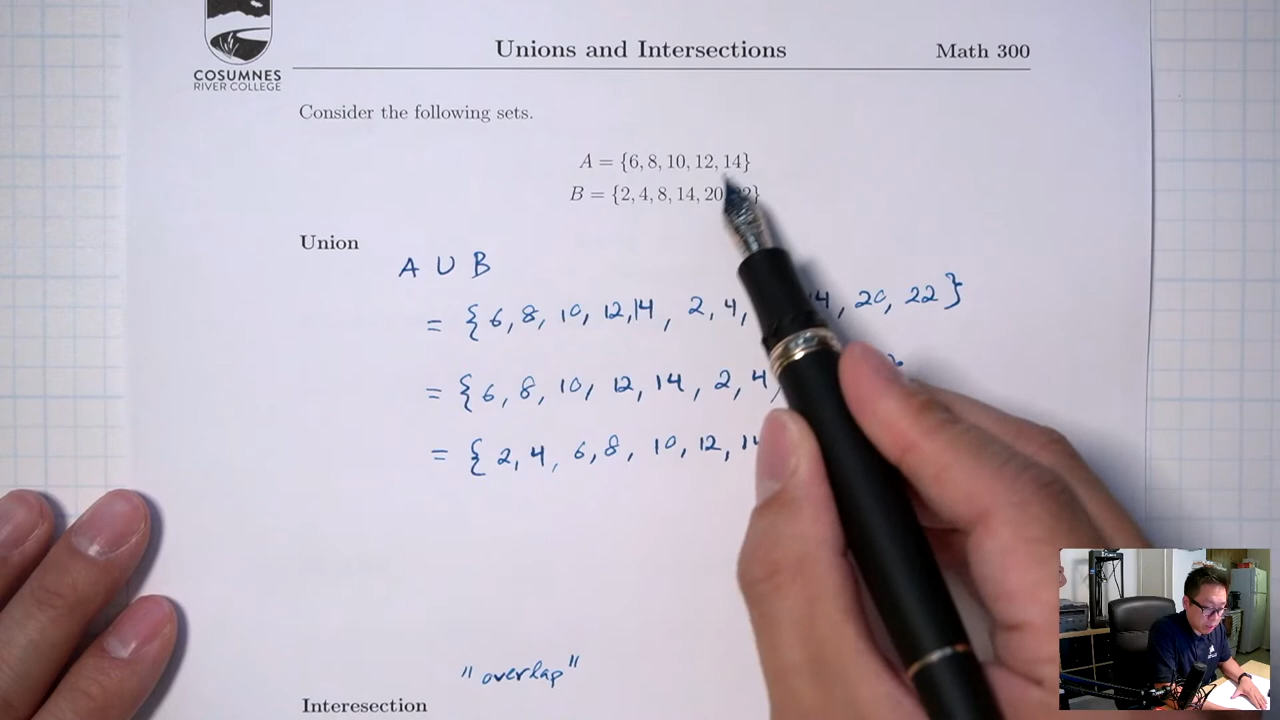 COSUMNES
RIVER COLLEGE
Unions and Intersections
Math 300
Consider the following sets.
A = {6, 8, 10, 12, 14}
B = {2, 4, 8, 14, 20
Union
A ∪ B
= {6, 8, 10, 12, 14, 2, 4, 20, 22}
= {6, 8, 10, 12, 14, 2, 4,
= {2, 4, 6, 8, 10, 12,
"overlap"
Interesection